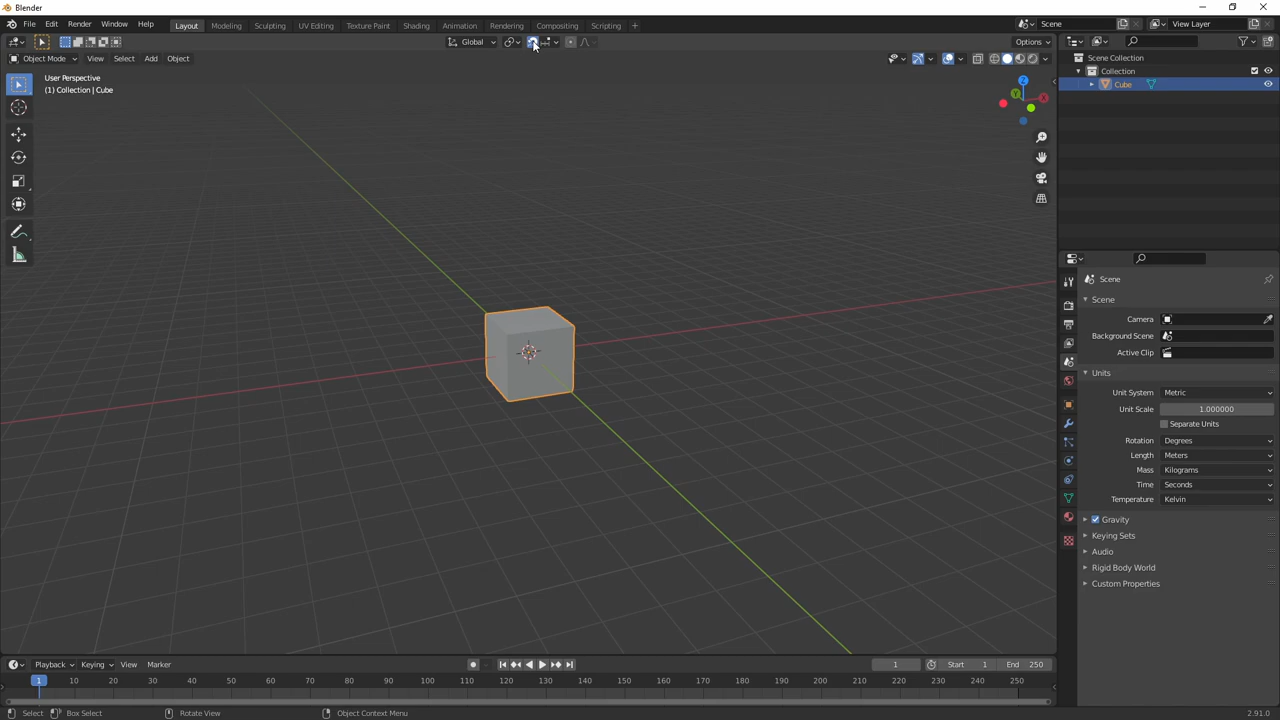 Blender
File Edit Render Window Help Layout Modeling Sculpting UV Editing Texture Paint Shading Animation Rendering Compositing Scripting + Scene View Layer
Global Options
Object Mode View Select Add Object
User Perspective
(1) Collection | Cube
Scene Collection
Collection
Cube
Z
Y
X
Scene
Scene
Camera
Background Scene
Active Clip
Units
Unit System Metric
Unit Scale 1.000000
Separate Units
Rotation Degrees
Length Meters
Mass Kilograms
Time Seconds
Temperature Kelvin
Gravity
Keying Sets
Audio
Rigid Body World
Custom Properties
Playback Keying View Marker 1 Start 1 End 250
1 10 20 30 40 50 60 70 80 90 100 110 120 130 140 150 160 170 180 190 200 210 220 230 240 250
Select Box Select Rotate View Object Context Menu 2.91.0